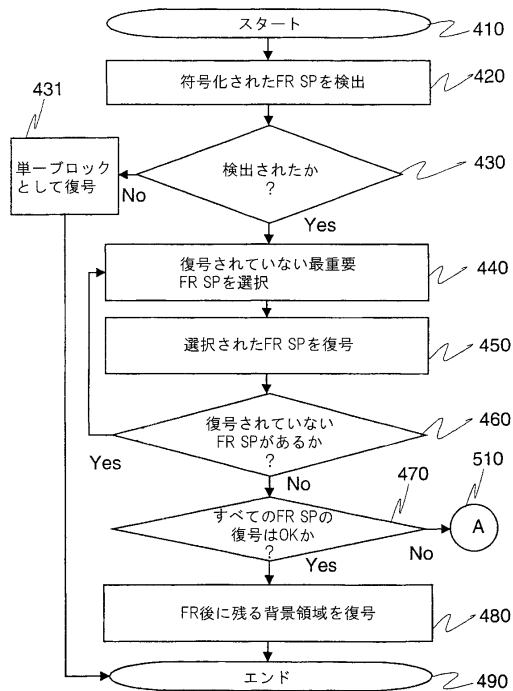 スタート
410
符号化されたFR SPを検出
420
431
検出されたか
?
430
単一ブロック
として復号
No
Yes
復号されていない最重要
FR SPを選択
440
選択されたFR SPを復号
450
復号されていない
FR SPがあるか
?
460
Yes
No
470
510
すべてのFR SPの
復号はOKか
?
A
No
Yes
FR後に残る背景領域を復号
480
エンド
490